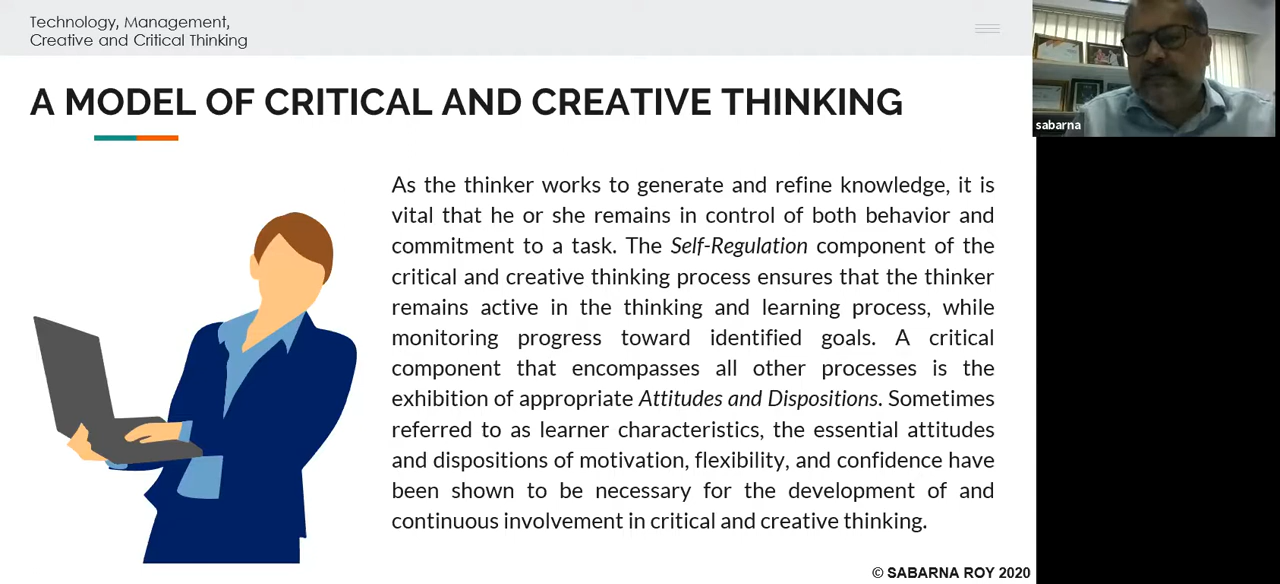 Technology, Management,
Creative and Critical Thinking
A MODEL OF CRITICAL AND CREATIVE THINKING
As the thinker works to generate and refine knowledge, it is
vital that he or she remains in control of both behavior and
commitment to a task. The Self-Regulation component of the
critical and creative thinking process ensures that the thinker
remains active in the thinking and learning process, while
monitoring progress toward identified goals. A critical
component that encompasses all other processes is the
exhibition of appropriate Attitudes and Dispositions. Sometimes
referred to as learner characteristics, the essential attitudes
and dispositions of motivation, flexibility, and confidence have
been shown to be necessary for the development of and
continuous involvement in critical and creative thinking.
© SABARNA ROY 2020
sabarna